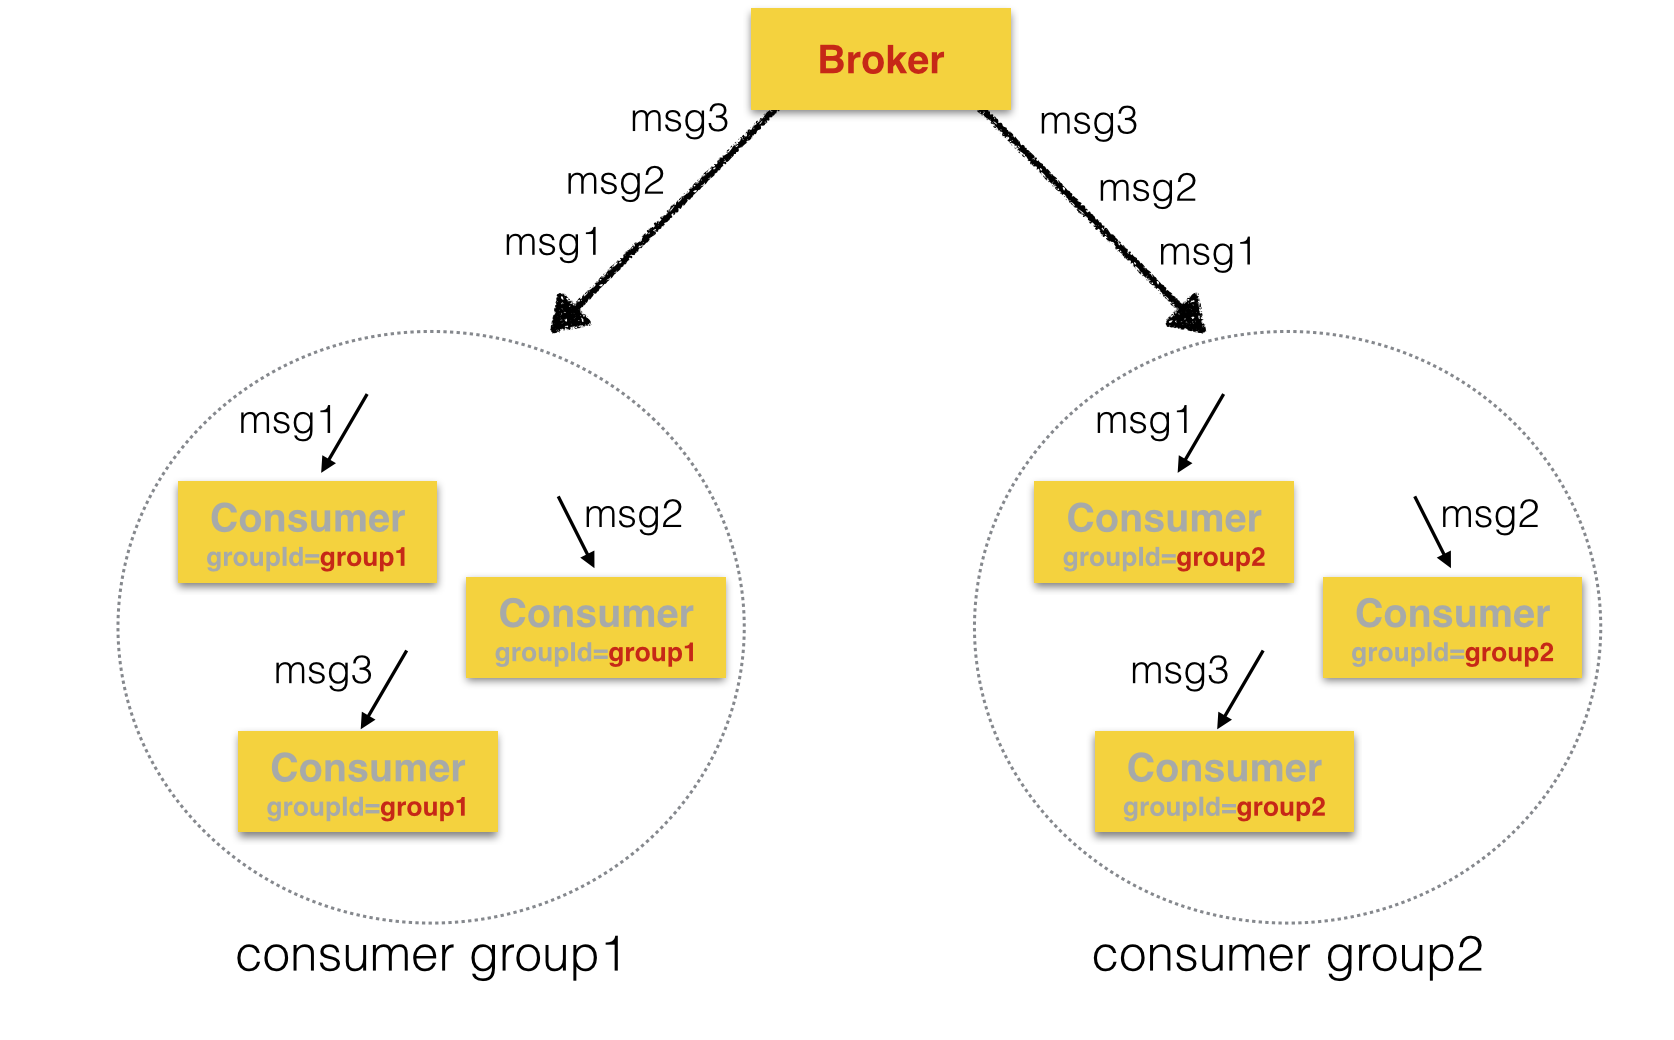 Broker
msg3
msg2
msg1
msg3
msg2
msg1
msg1
Consumer
groupId=group1
msg2
Consumer
groupId=group1
msg3
Consumer
groupId=group1
consumer group1
msg1
Consumer
groupId=group2
msg2
Consumer
groupId=group2
msg3
Consumer
groupId=group2
consumer group2